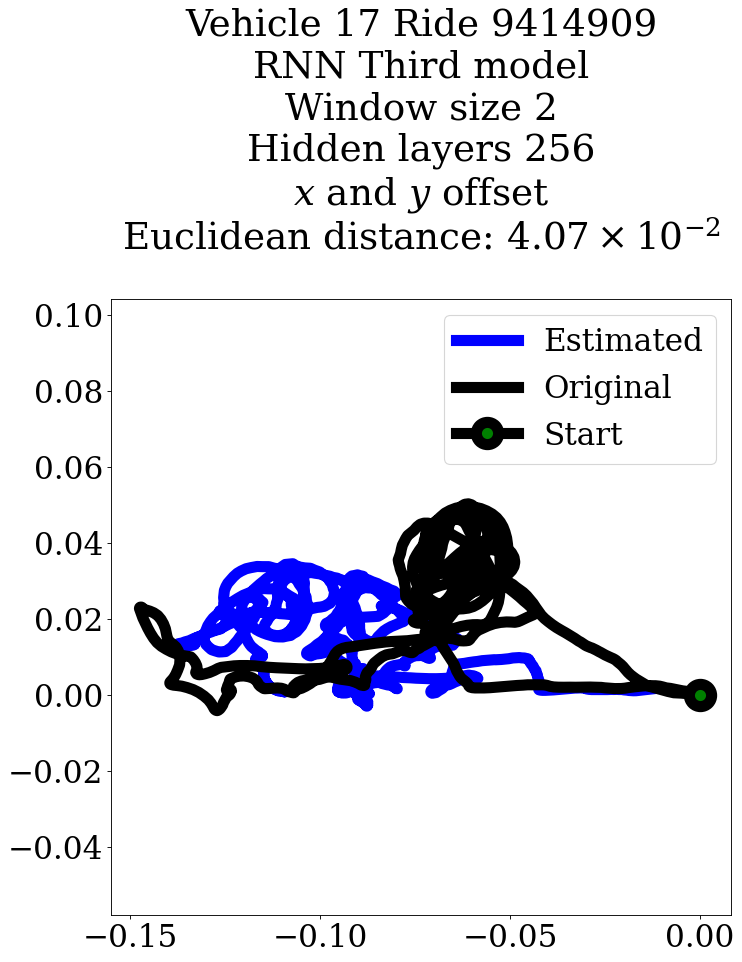 Vehicle 17 Ride 9414909
RNN Third model
Window size 2
Hidden layers 256
x and y offset
Euclidean distance: 4.07 × 10⁻²
Estimated
Original
Start
0.10
0.08
0.06
0.04
0.02
0.00
−0.02
−0.04
−0.15 −0.10 −0.05 0.00